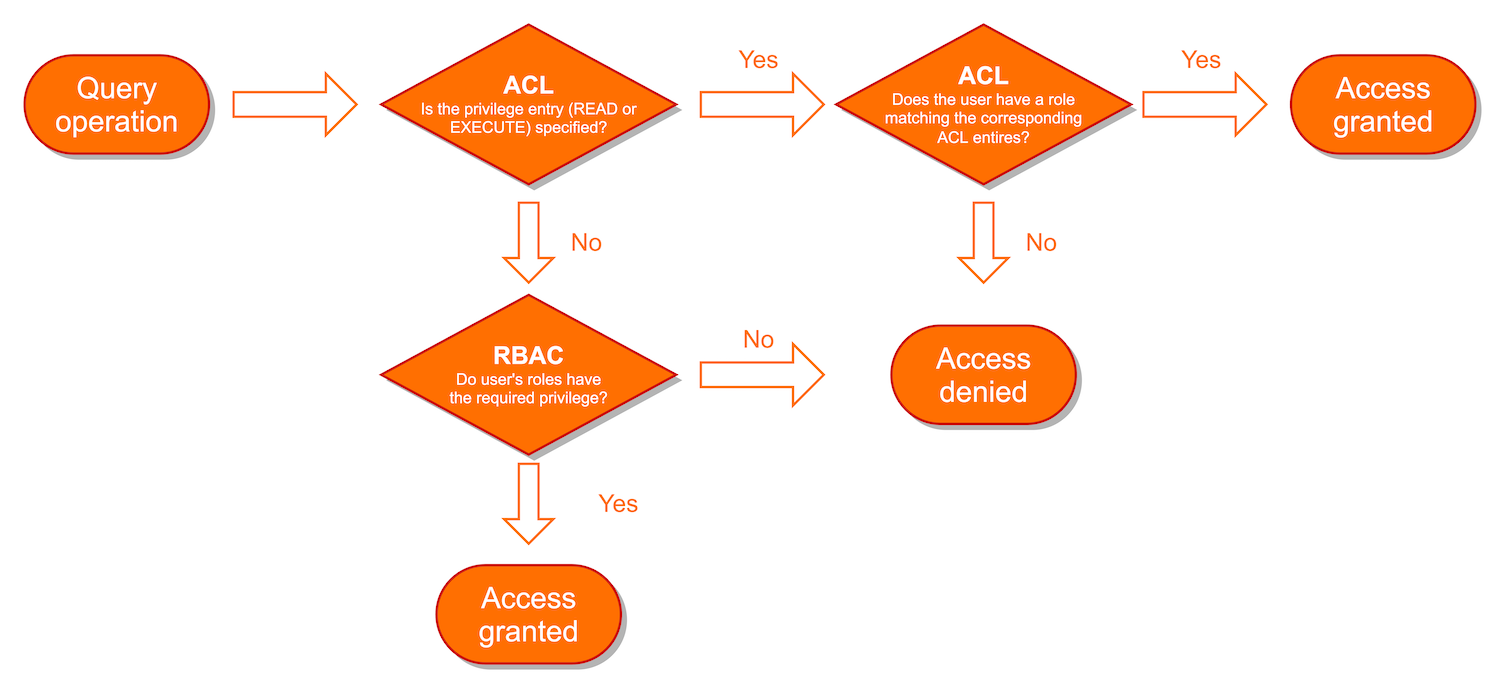 Query
operation
ACL
Is the privilege entry (READ or
EXECUTE) specified?
Yes
ACL
Does the user have a role
matching the corresponding
ACL entires?
Yes
Access
granted
No
No
RBAC
Do user's roles have
the required privilege?
No
Access
denied
Yes
Access
granted